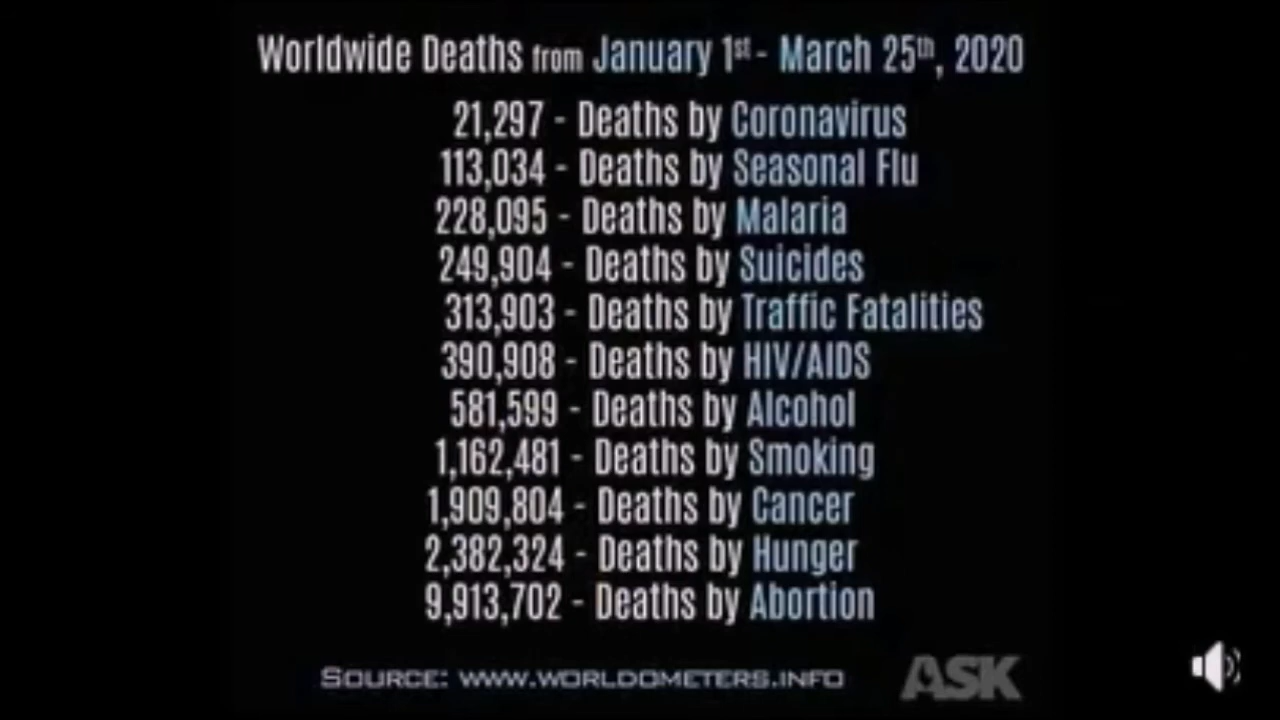 Worldwide Deaths from January 1st - March 25th, 2020
21,297 - Deaths by Coronavirus
113,034 - Deaths by Seasonal Flu
228,095 - Deaths by Malaria
249,904 - Deaths by Suicides
313,903 - Deaths by Traffic Fatalities
390,908 - Deaths by HIV/AIDS
581,599 - Deaths by Alcohol
1,162,481 - Deaths by Smoking
1,909,804 - Deaths by Cancer
2,382,324 - Deaths by Hunger
9,913,702 - Deaths by Abortion
SOURCE: WWW.WORLDOMETERS.INFO
ASK